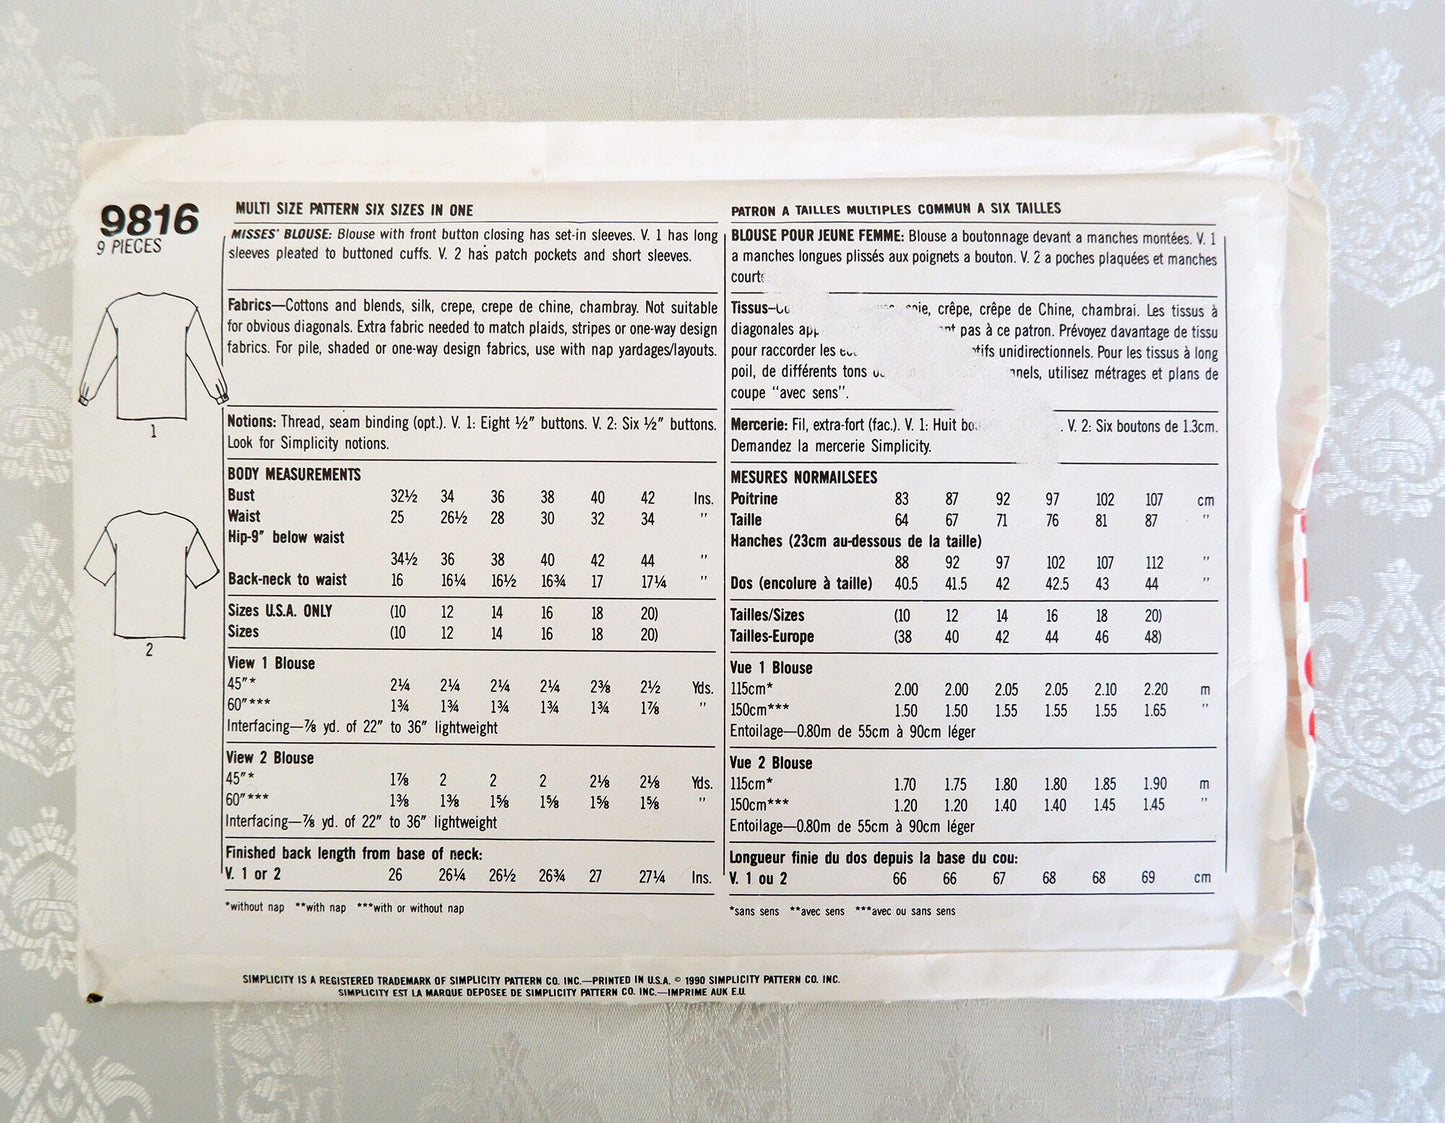 9816
9 PIECES
1
2
MULTI SIZE PATTERN SIX SIZES IN ONE
MISSES' BLOUSE: Blouse with front button closing has set-in sleeves. V. 1 has long
sleeves pleated to buttoned cuffs. V. 2 has patch pockets and short sleeves.
Fabrics—Cottons and blends, silk, crepe, crepe de chine, chambray. Not suitable
for obvious diagonals. Extra fabric needed to match plaids, stripes or one-way design
fabrics. For pile, shaded or one-way design fabrics, use with nap yardages/layouts.
Notions: Thread, seam binding (opt.). V. 1: Eight ½" buttons. V. 2: Six ½" buttons.
Look for Simplicity notions.
BODY MEASUREMENTS
Bust 32½ 34 36 38 40 42 Ins.
Waist 25 26½ 28 30 32 34 "
Hip-9" below waist
34½ 36 38 40 42 44 "
Back-neck to waist 16 16¼ 16½ 16¾ 17 17¼ "
Sizes U.S.A. ONLY (10 12 14 16 18 20)
Sizes (10 12 14 16 18 20)
View 1 Blouse
45"* 2¼ 2¼ 2¼ 2¼ 2⅜ 2½ Yds.
60"*** 1¾ 1¾ 1¾ 1¾ 1¾ 1⅞ "
Interfacing—⅞ yd. of 22" to 36" lightweight
View 2 Blouse
45"* 1⅞ 2 2 2 2⅛ 2⅛ Yds.
60"*** 1⅜ 1⅜ 1⅝ 1⅝ 1⅝ 1⅝ "
Interfacing—⅞ yd. of 22" to 36" lightweight
Finished back length from base of neck:
V. 1 or 2 26 26¼ 26½ 26¾ 27 27¼ Ins.
*without nap **with nap ***with or without nap
PATRON A TAILLES MULTIPLES COMMUN A SIX TAILLES
BLOUSE POUR JEUNE FEMME: Blouse a boutonnage devant a manches montées. V. 1
a manches longues plissés aux poignets a bouton. V. 2 a poches plaquées et manches
Tissus— crêpe, crêpe de Chine, chambrai. Les tissus à
diagonales pas à ce patron. Prévoyez davantage de tissu
pour raccorder les unidirectionnels. Pour les tissus à long
poil, de différents tons utilisez métrages et plans de
coupe "avec sens".
Mercerie: Fil, extra-fort (fac.). V. 1: Huit V. 2: Six boutons de 1.3cm.
Demandez la mercerie Simplicity.
MESURES NORMAILSEES
Poitrine 83 87 92 97 102 107 cm
Taille 64 67 71 76 81 87 "
Hanches (23cm au-dessous de la taille)
88 92 97 102 107 112 "
Dos (encolure à taille) 40.5 41.5 42 42.5 43 44 "
Tailles/Sizes (10 12 14 16 18 20)
Tailles-Europe (38 40 42 44 46 48)
Vue 1 Blouse
115cm* 2.00 2.00 2.05 2.05 2.10 2.20 m
150cm*** 1.50 1.50 1.55 1.55 1.55 1.65 "
Entoilage—0.80m de 55cm à 90cm léger
Vue 2 Blouse
115cm* 1.70 1.75 1.80 1.80 1.85 1.90 m
150cm*** 1.20 1.20 1.40 1.40 1.45 1.45 "
Entoilage—0.80m de 55cm à 90cm léger
Longueur finie du dos depuis la base du cou:
V. 1 ou 2 66 66 67 68 68 69 cm
*sans sens **avec sens ***avec ou sans sens
SIMPLICITY IS A REGISTERED TRADEMARK OF SIMPLICITY PATTERN CO. INC.—PRINTED IN U.S.A. © 1990 SIMPLICITY PATTERN CO. INC.
SIMPLICITY EST LA MARQUE DEPOSEE DE SIMPLICITY PATTERN CO. INC.—IMPRIME AUK E.U.